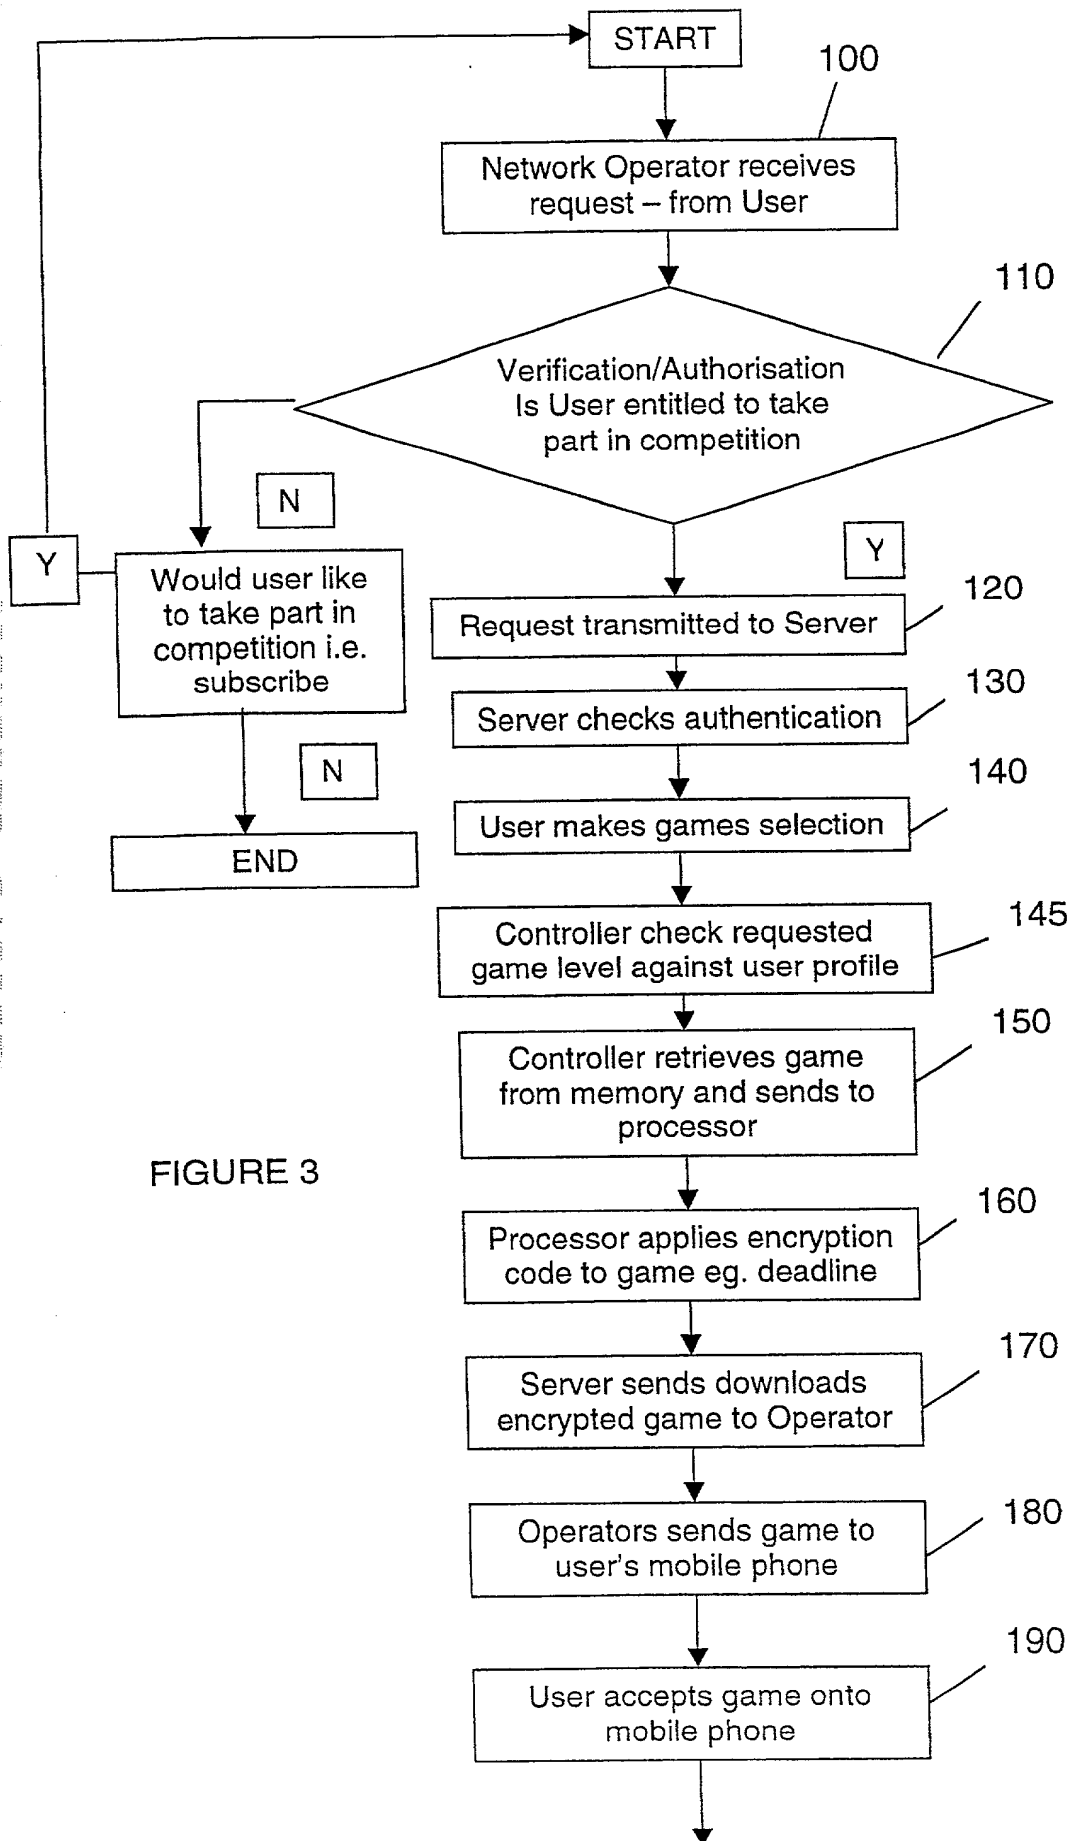 START
100
Network Operator receives
request – from User
110
Verification/Authorisation
Is User entitled to take
part in competition
N
Y
Y
Would user like
to take part in
competition i.e.
subscribe
N
END
120
Request transmitted to Server
130
Server checks authentication
140
User makes games selection
145
Controller check requested
game level against user profile
150
Controller retrieves game
from memory and sends to
processor
FIGURE 3
160
Processor applies encryption
code to game eg. deadline
170
Server sends downloads
encrypted game to Operator
180
Operators sends game to
user's mobile phone
190
User accepts game onto
mobile phone